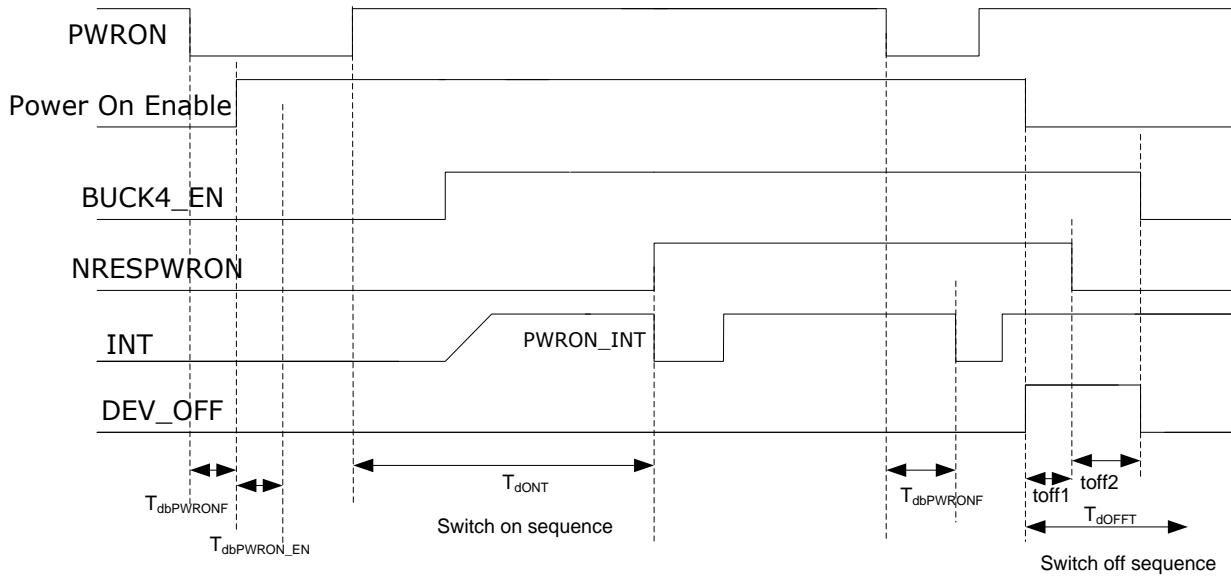 PWRON
Power On Enable
BUCK4_EN
NRESPWRON
PWRON_INT
INT
DEV_OFF
TdbPWRONF
TdbPWRON_EN
TdONT
Switch on sequence
TdbPWRONF
toff1
toff2
TdOFFT
Switch off sequence